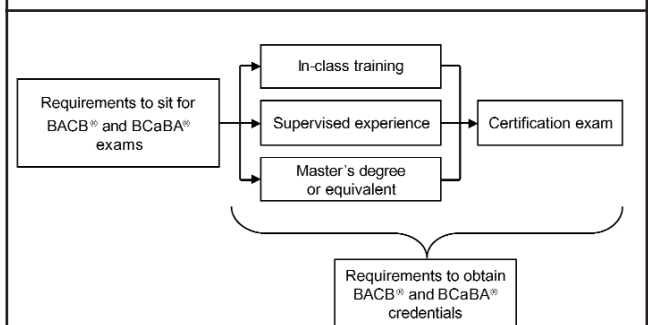 Requirements to sit for
BACB® and BCaBA®
exams
In-class training
Supervised experience
Master's degree
or equivalent
Certification exam
Requirements to obtain
BACB® and BCaBA®
credentials